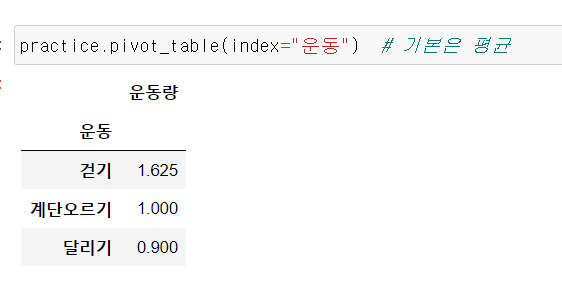 practice.pivot_table(index="운동")  # 기본은 평균
운동량
운동
걷기 1.625
계단오르기 1.000
달리기 0.900